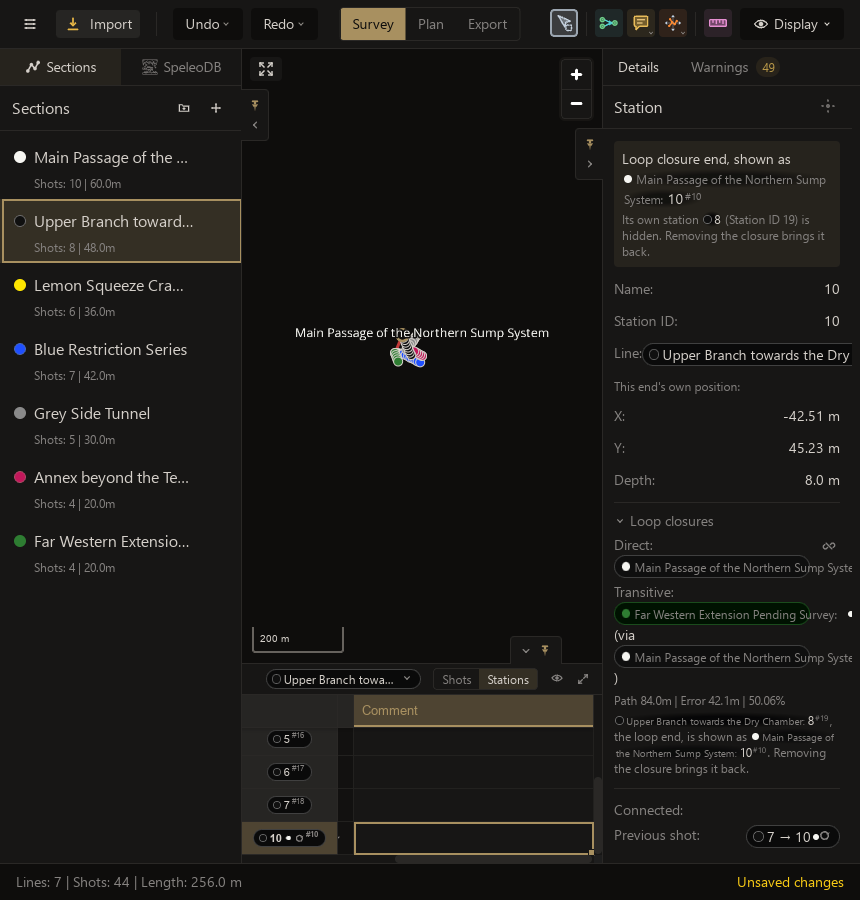 Import
Undo
Redo
Survey
Plan
Export
Display
Sections
SpeleoDB
Sections
Main Passage of the ...
Shots: 10 | 60.0m
Upper Branch toward...
Shots: 8 | 48.0m
Lemon Squeeze Cra...
Shots: 6 | 36.0m
Blue Restriction Series
Shots: 7 | 42.0m
Grey Side Tunnel
Shots: 5 | 30.0m
Annex beyond the Te...
Shots: 4 | 20.0m
Far Western Extensio...
Shots: 4 | 20.0m
Main Passage of the Northern Sump System
200 m
Upper Branch towa...
Shots
Stations
Comment
5 #16
6 #17
7 #18
10 #10
Details
Warnings 49
Station
Loop closure end, shown as
Main Passage of the Northern Sump
System: 10 #10
Its own station 8 (Station ID 19) is
hidden. Removing the closure brings it
back.
Name: 10
Station ID: 10
Line: Upper Branch towards the Dry
This end's own position:
X: -42.51 m
Y: 45.23 m
Depth: 8.0 m
Loop closures
Direct:
Main Passage of the Northern Sump Syste
Transitive:
Far Western Extension Pending Survey:
(via
Main Passage of the Northern Sump Syste
)
Path 84.0m | Error 42.1m | 50.06%
Upper Branch towards the Dry Chamber: 8 #19,
the loop end, is shown as Main Passage of
the Northern Sump System: 10 #10. Removing
the closure brings it back.
Connected:
Previous shot: 7 → 10
Lines: 7 | Shots: 44 | Length: 256.0 m
Unsaved changes